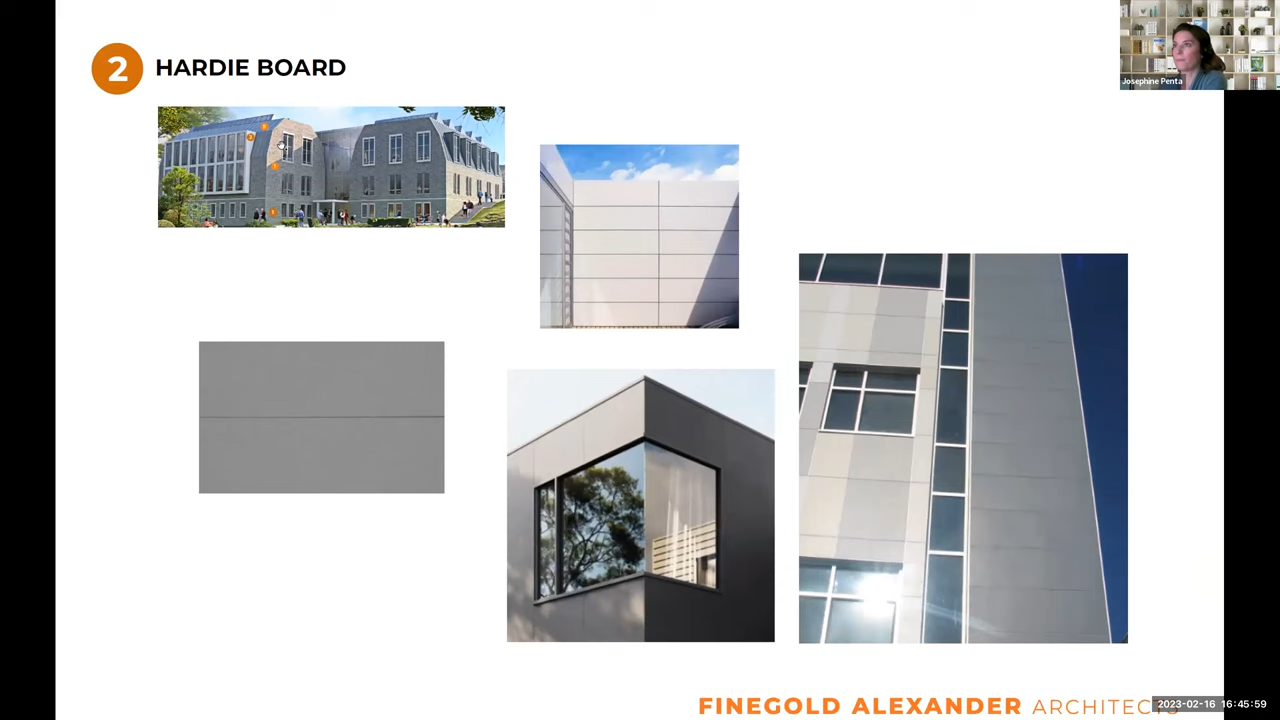 2 HARDIE BOARD
Josephine Penta
FINEGOLD ALEXANDER ARCHITECTS
2023-02-16 16:45:59